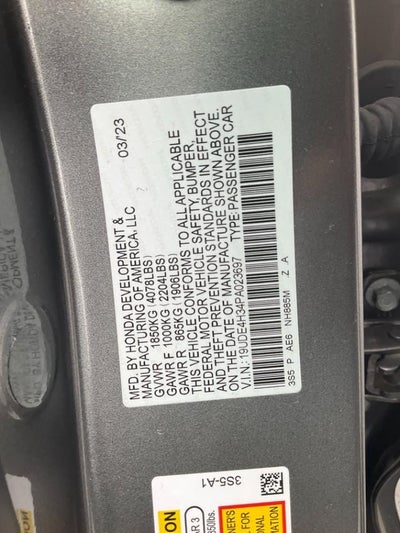 MFD. BY HONDA DEVELOPMENT &
MANUFACTURING OF AMERICA, LLC 03/23
GVWR 1850KG (4078LBS)
GAWR F 1000KG (2204LBS)
GAWR R 865KG (1906LBS)
THIS VEHICLE CONFORMS TO ALL APPLICABLE
FEDERAL MOTOR VEHICLE SAFETY, BUMPER,
AND THEFT PREVENTION STANDARDS IN EFFECT
ON THE DATE OF MANUFACTURE SHOWN ABOVE.
V.I.N.: 19UDE4H34PA023697 TYPE:PASSENGER CAR
3S5 P AE6 NH885M Z A
3S5-A1